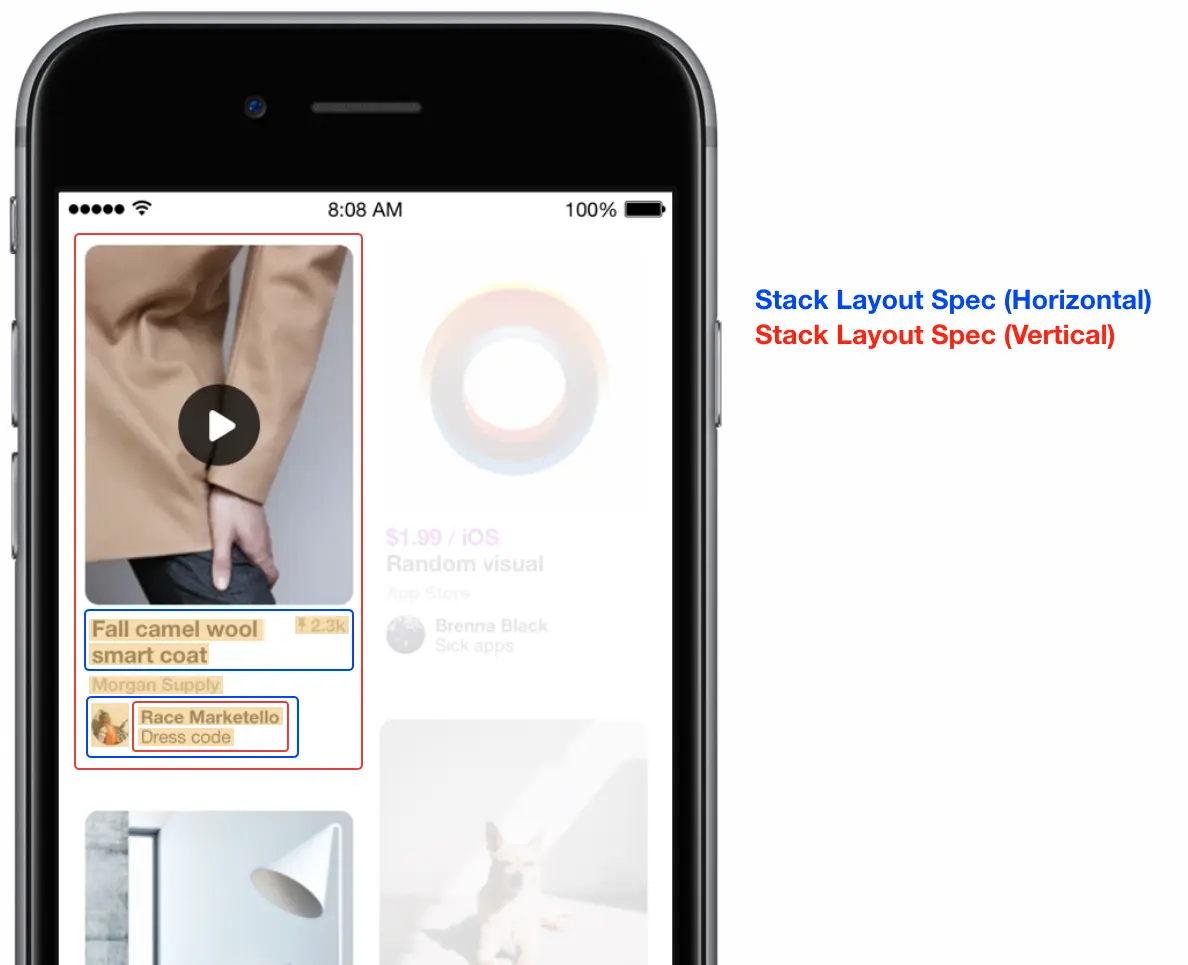 8:08 AM
100%
Stack Layout Spec (Horizontal)
Stack Layout Spec (Vertical)
Fall camel wool
smart coat
2.3k
Morgan Supply
Race Marketello
Dress code
$1.99 / iOS
Random visual
App Store
Brenna Black
Sick apps